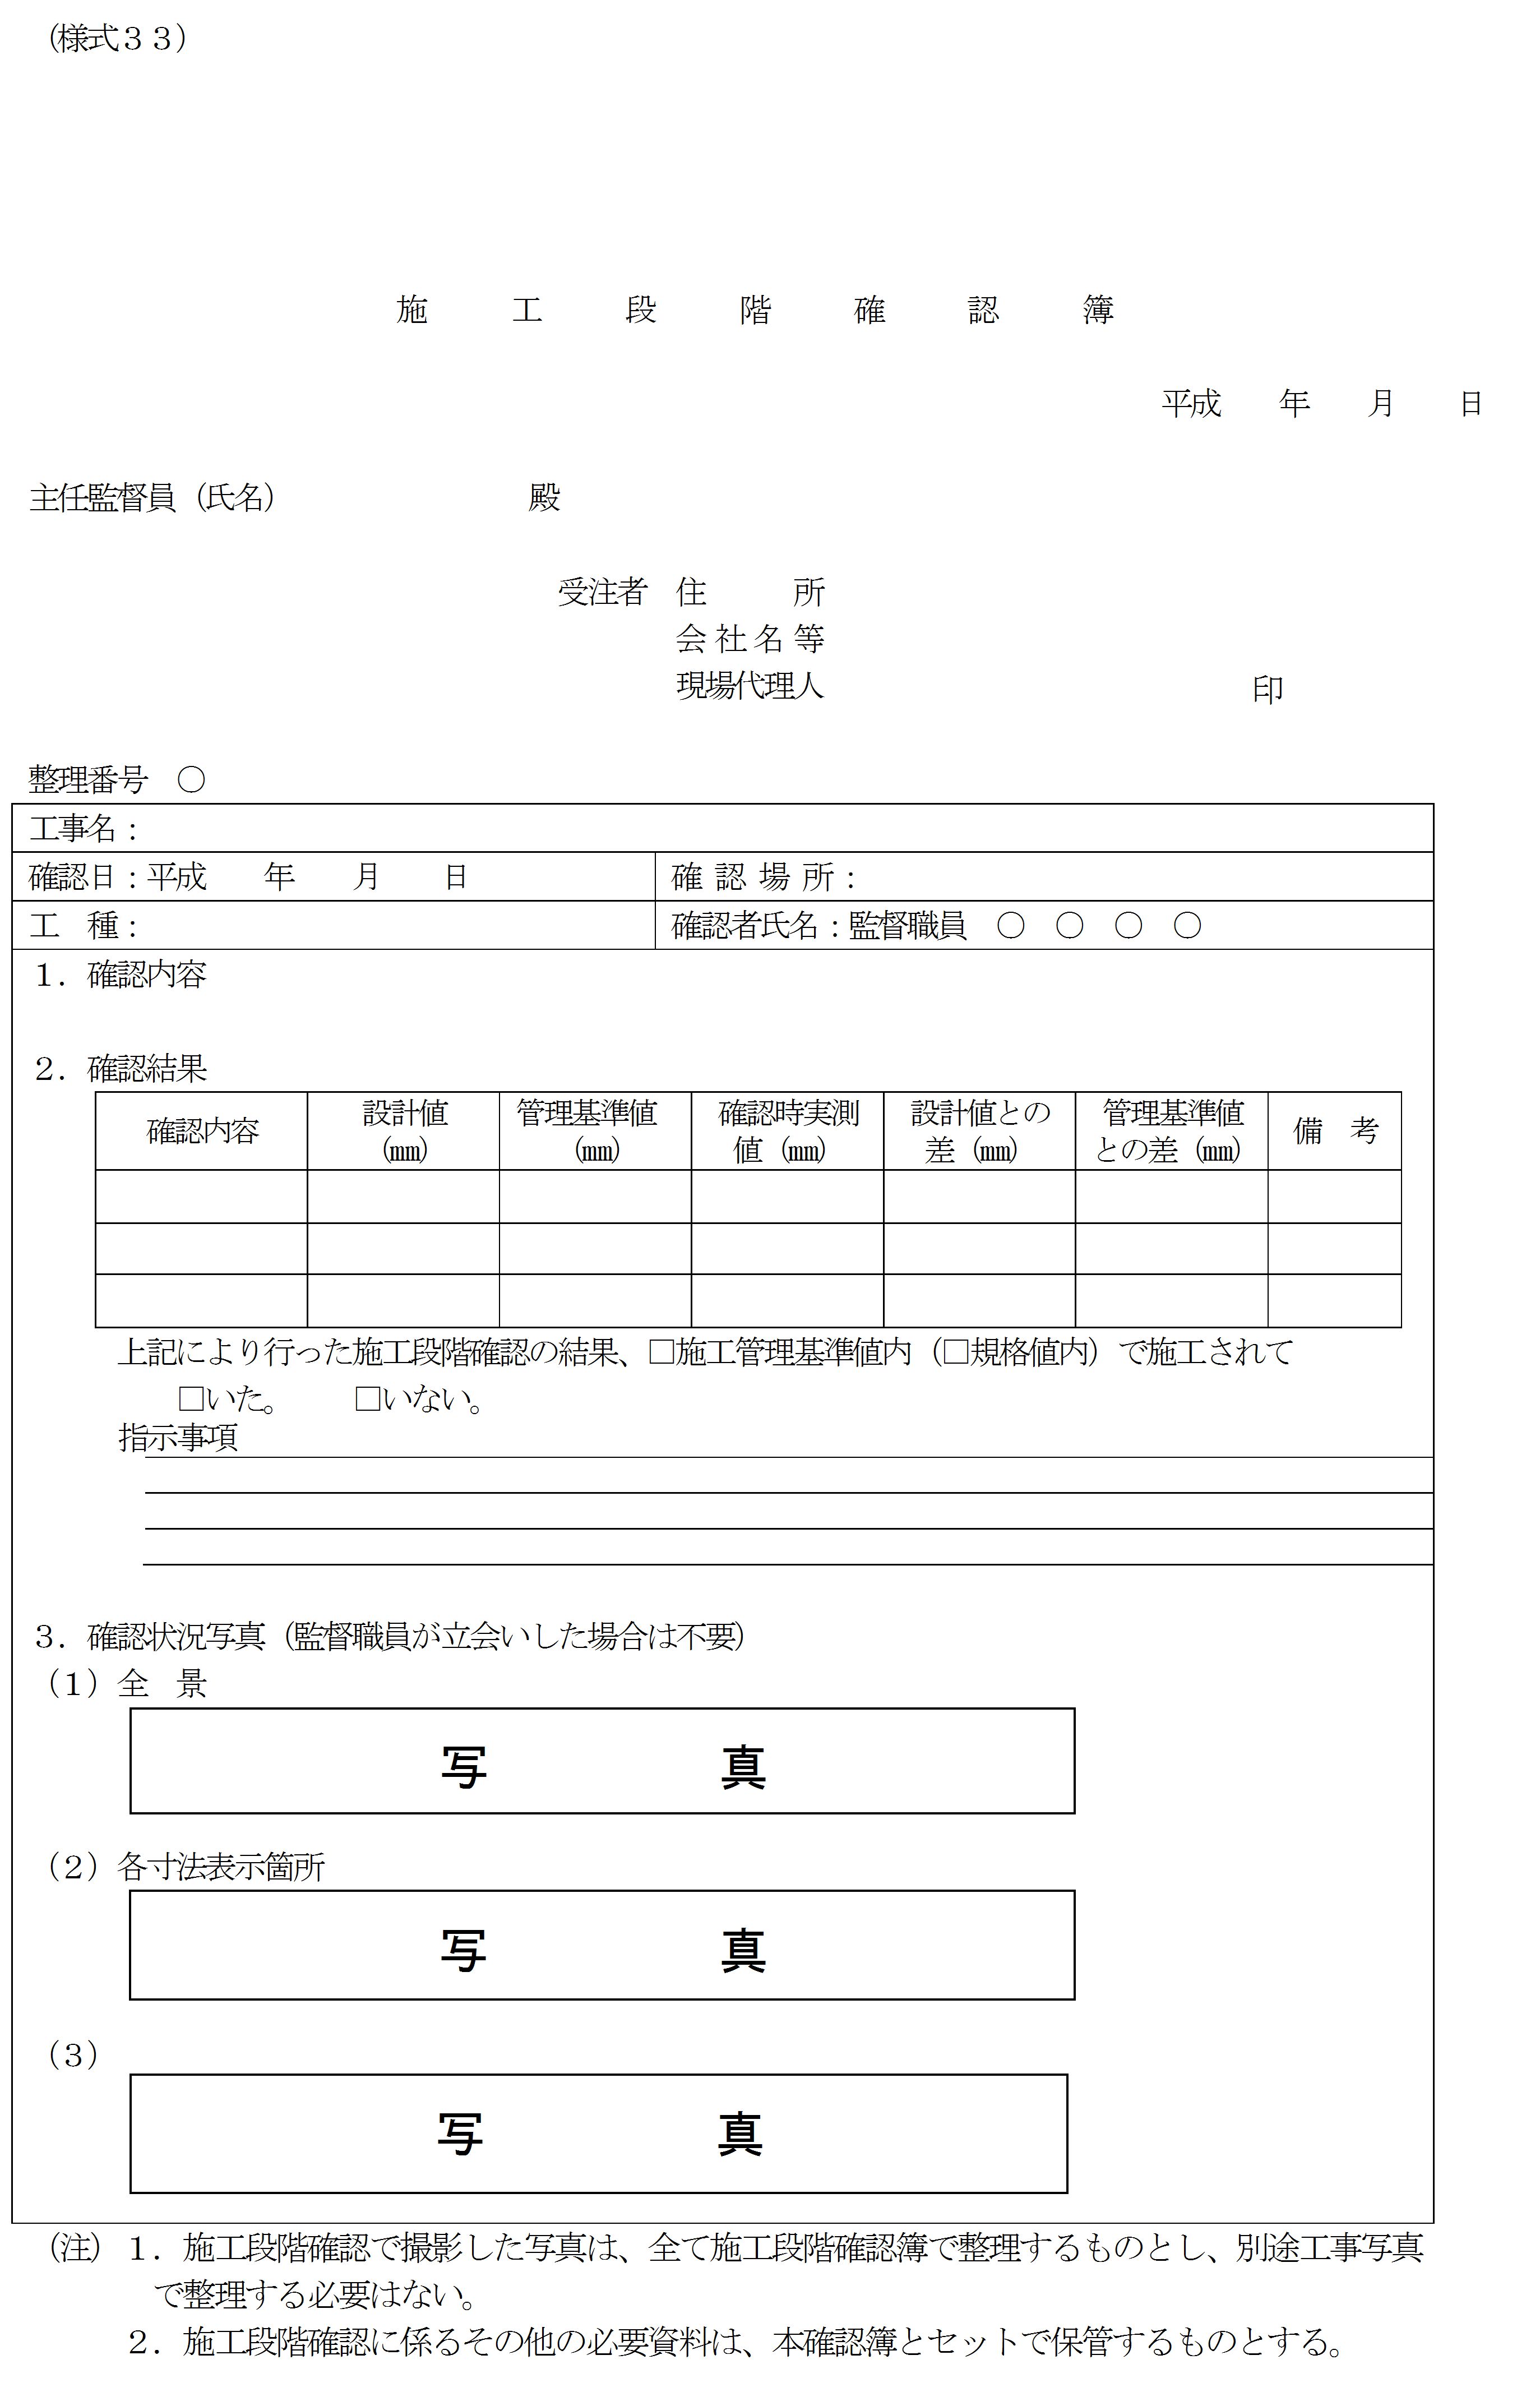 （様式３３）
施　工　段　階　確　認　簿
平成　　年　　月　　日
主任監督員（氏名）　　　　　　　　殿
受注者　住　　　所
会社名等
現場代理人　　　　　　　　　　印
整理番号　○
工事名：
確認日：平成　　年　　月　　日　　確認場所：
工　種：　　確認者氏名：監督職員　○　○　○　○
１．確認内容
２．確認結果
確認内容　設計値（㎜）　管理基準値（㎜）　確認時実測値（㎜）　設計値との差（㎜）　管理基準値との差（㎜）　備　考
上記により行った施工段階確認の結果、□施工管理基準値内（□規格値内）で施工されて
□いた。　　□いない。
指示事項
３．確認状況写真（監督職員が立会いした場合は不要）
（１）全　景
写　　真
（２）各寸法表示箇所
写　　真
（３）
写　　真
（注）１．施工段階確認で撮影した写真は、全て施工段階確認簿で整理するものとし、別途工事写真
で整理する必要はない。
２．施工段階確認に係るその他の必要資料は、本確認簿とセットで保管するものとする。